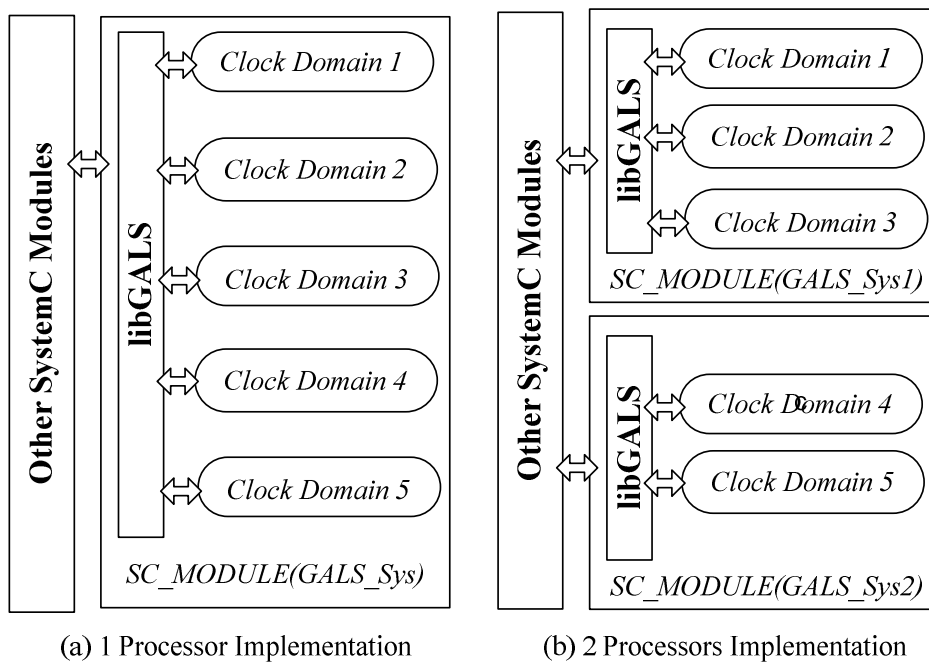 Other SystemC Modules
libGALS
Clock Domain 1
Clock Domain 2
Clock Domain 3
Clock Domain 4
Clock Domain 5
SC_MODULE(GALS_Sys)
(a) 1 Processor Implementation
Other SystemC Modules
libGALS
Clock Domain 1
Clock Domain 2
Clock Domain 3
SC_MODULE(GALS_Sys1)
libGALS
Clock Domain 4
c
Clock Domain 5
SC_MODULE(GALS_Sys2)
(b) 2 Processors Implementation